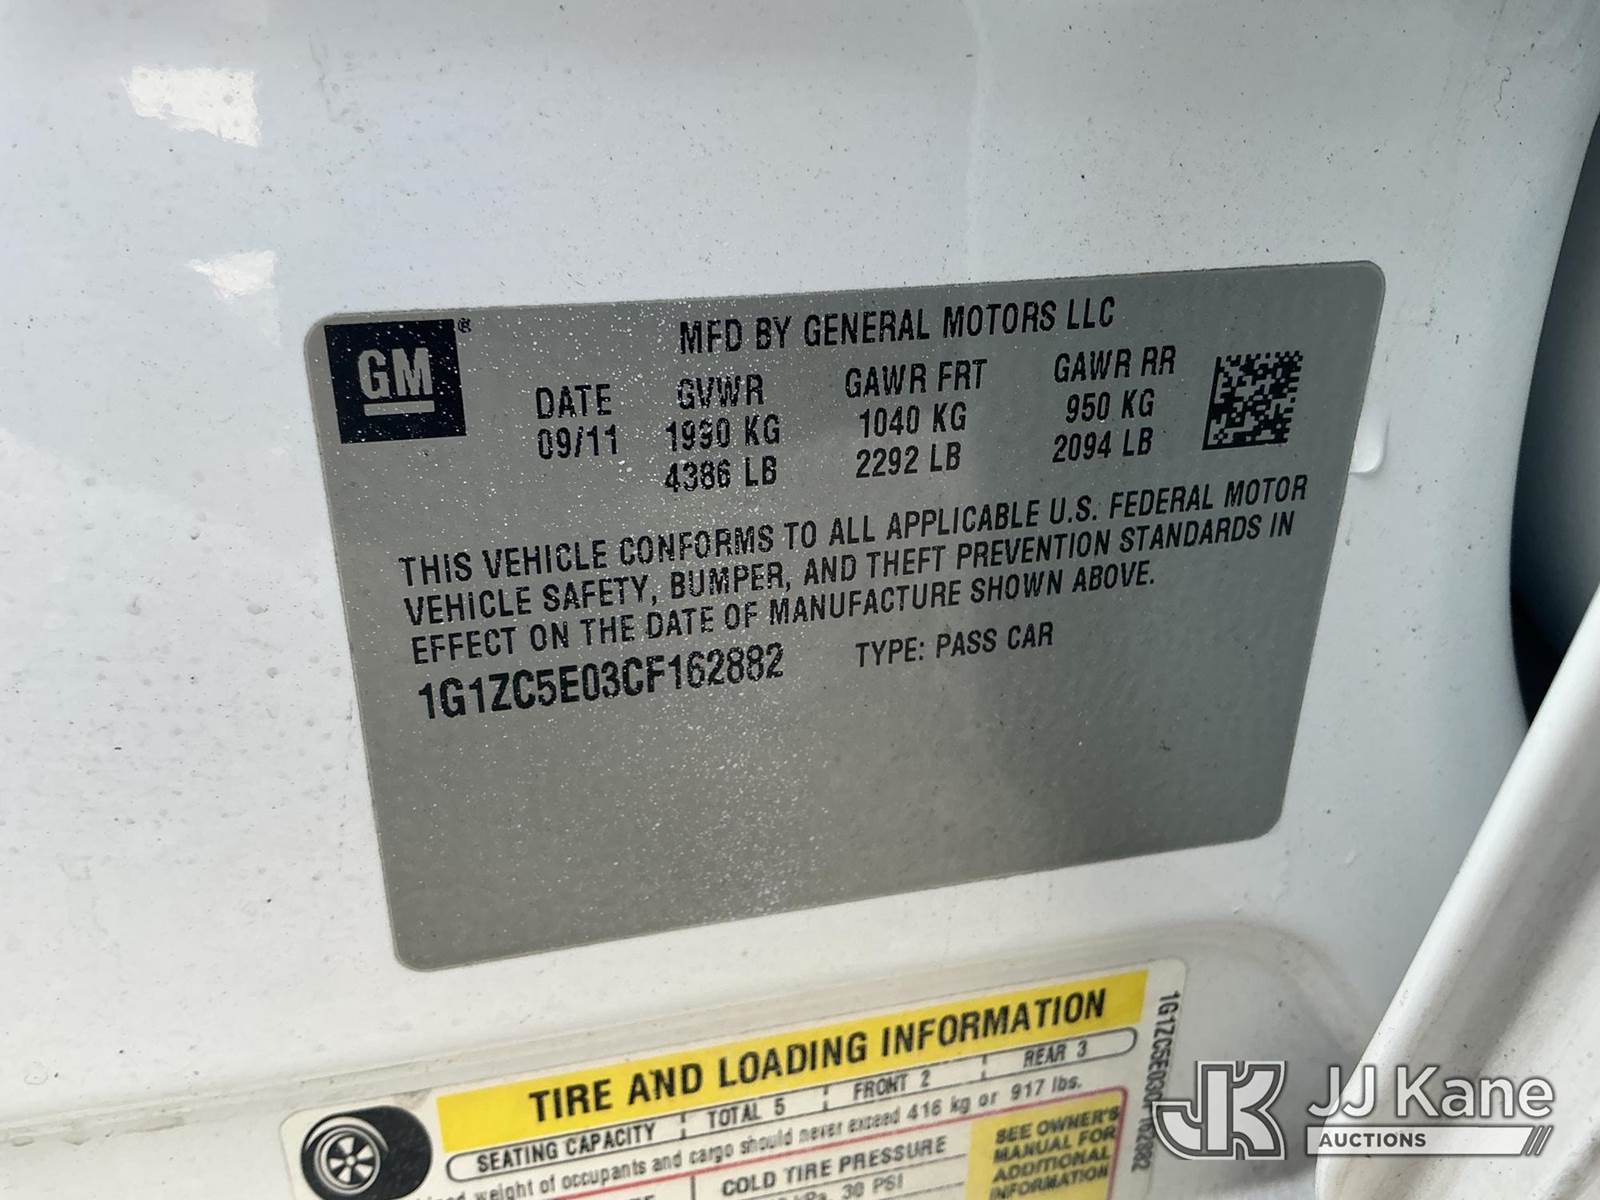 GM®
MFD BY GENERAL MOTORS LLC
DATE GVWR GAWR FRT GAWR RR
09/11 1990 KG 1040 KG 950 KG
4386 LB 2292 LB 2094 LB
THIS VEHICLE CONFORMS TO ALL APPLICABLE U.S. FEDERAL MOTOR
VEHICLE SAFETY, BUMPER, AND THEFT PREVENTION STANDARDS IN
EFFECT ON THE DATE OF MANUFACTURE SHOWN ABOVE.
1G1ZC5E03CF162882 TYPE: PASS CAR
TIRE AND LOADING INFORMATION
SEATING CAPACITY TOTAL 5 FRONT 2 REAR 3
weight of occupants and cargo should never exceed 416 kg or 917 lbs.
COLD TIRE PRESSURE
30 PSI
SEE OWNER'S
MANUAL FOR
ADDITIONAL
INFORMATION
JJ Kane
AUCTIONS